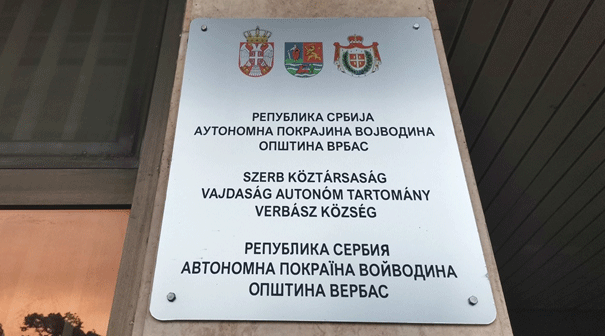 РЕПУБЛИКА СРБИЈА
АУТОНОМНА ПОКРАЈИНА ВОЈВОДИНА
ОПШТИНА ВРБАС
SZERB KÖZTÁRSASÁG
VAJDASÁG AUTONÓM TARTOMÁNY
VERBÁSZ KÖZSÉG
РЕПУБЛИКА СЕРБИЯ
АВТОНОМНА ПОКРАЇНА ВОЙВОДИНА
ОПШТИНА ВЕРБАС